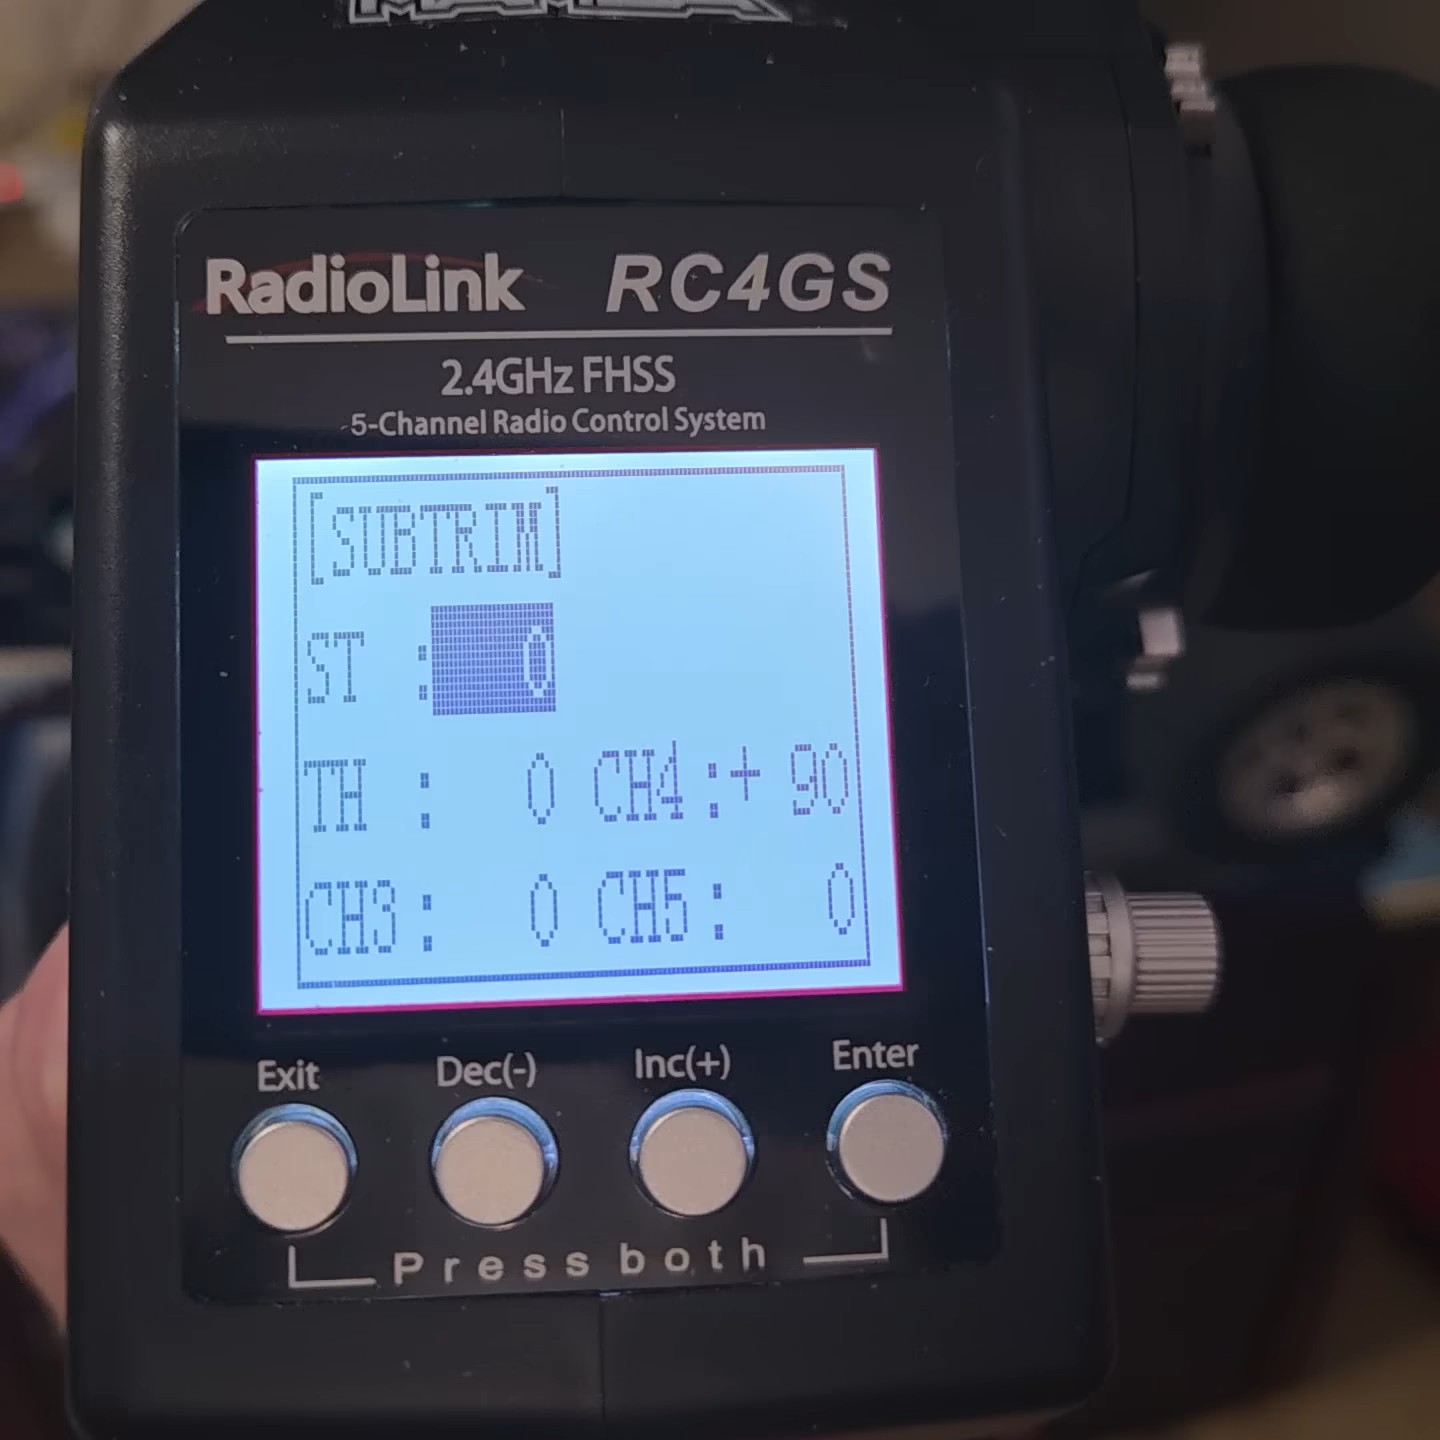 RadioLink RC4GS
2.4GHz FHSS
5-Channel Radio Control System
[SUBTRIM]
ST : 0
TH : 0 CH4 :+ 90
CH3 : 0 CH5 : 0
Exit Dec(-) Inc(+) Enter
Press both